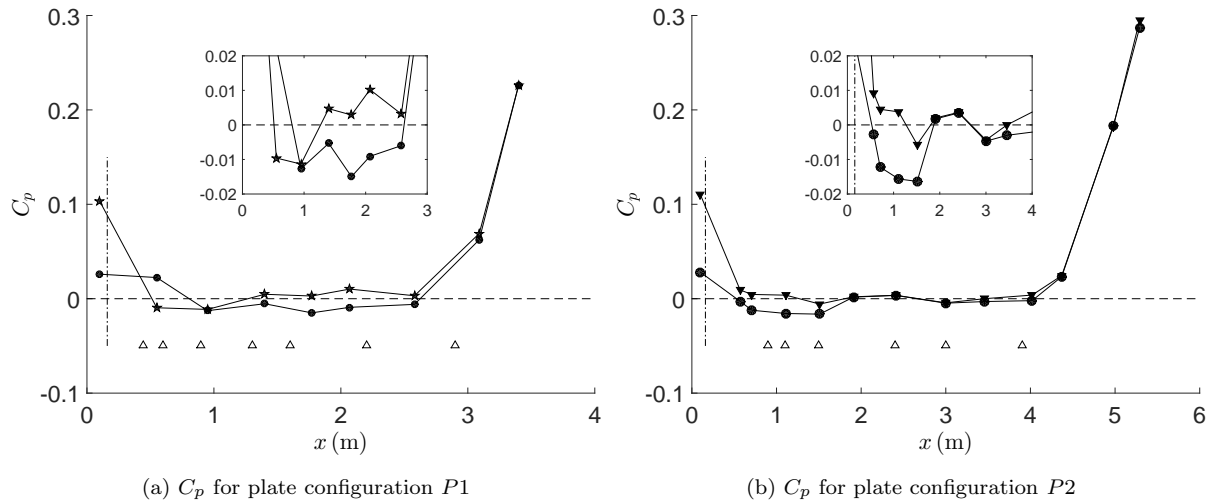 0.3
0.2
0.1
0
-0.1
C_p
0.02
0.01
0
-0.01
-0.02
0 1 2 3
0 1 2 3 4
x (m)
(a) C_p for plate configuration P1
0.3
0.2
0.1
0
-0.1
C_p
0.02
0.01
0
-0.01
-0.02
0 1 2 3 4
0 1 2 3 4 5 6
x (m)
(b) C_p for plate configuration P2